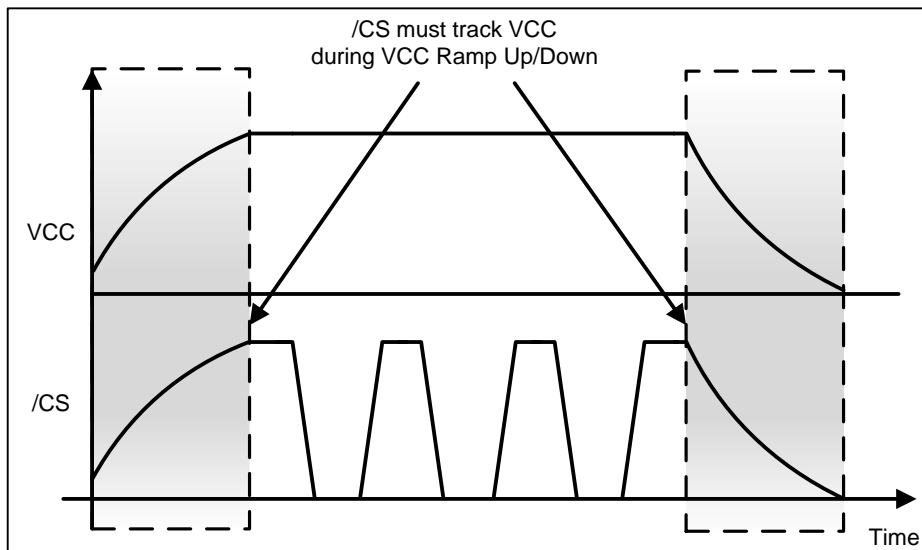 /CS must track VCC
during VCC Ramp Up/Down
VCC
/CS
Time